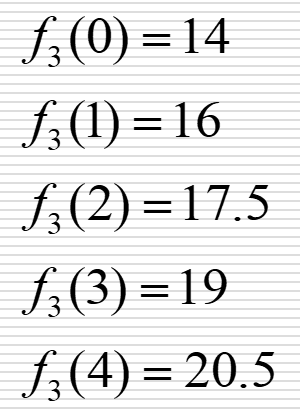 f₃(0) = 14
f₃(1) = 16
f₃(2) = 17.5
f₃(3) = 19
f₃(4) = 20.5